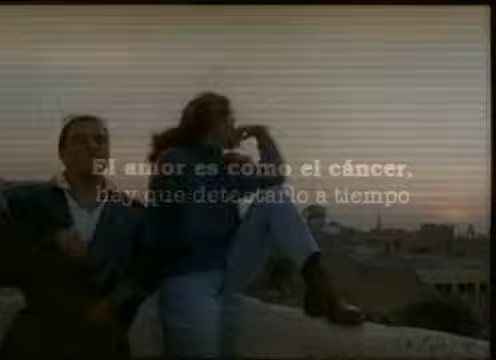 El amor es como el cáncer,
hay que detectarlo a tiempo